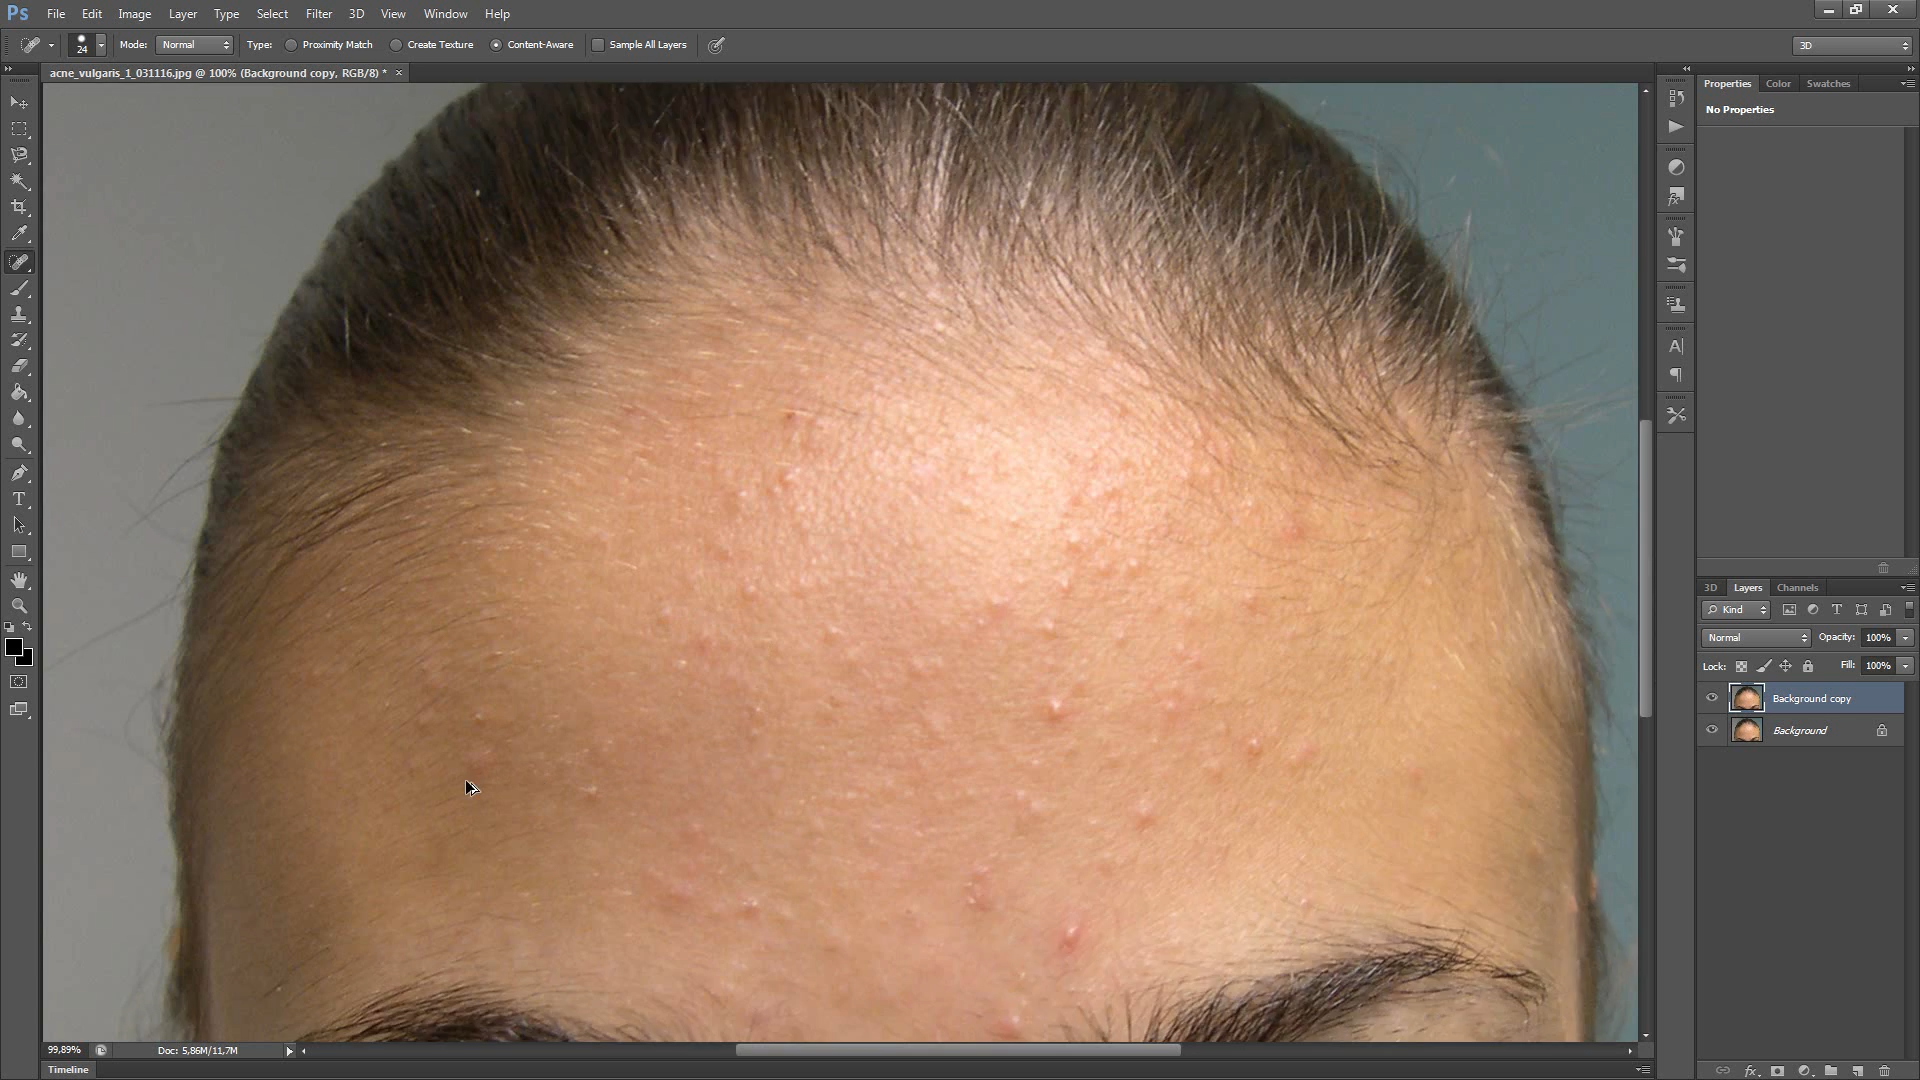 Ps File Edit Image Layer Type Select Filter 3D View Window Help
24 Mode: Normal Type: Proximity Match Create Texture Content-Aware Sample All Layers 3D
acne_vulgaris_1_031116.jpg @ 100% (Background copy, RGB/8) *
Properties Color Swatches
No Properties
3D Layers Channels
Kind
Normal Opacity: 100%
Lock: Fill: 100%
Background copy
Background
99,89% Doc: 5,86M/11,7M
Timeline